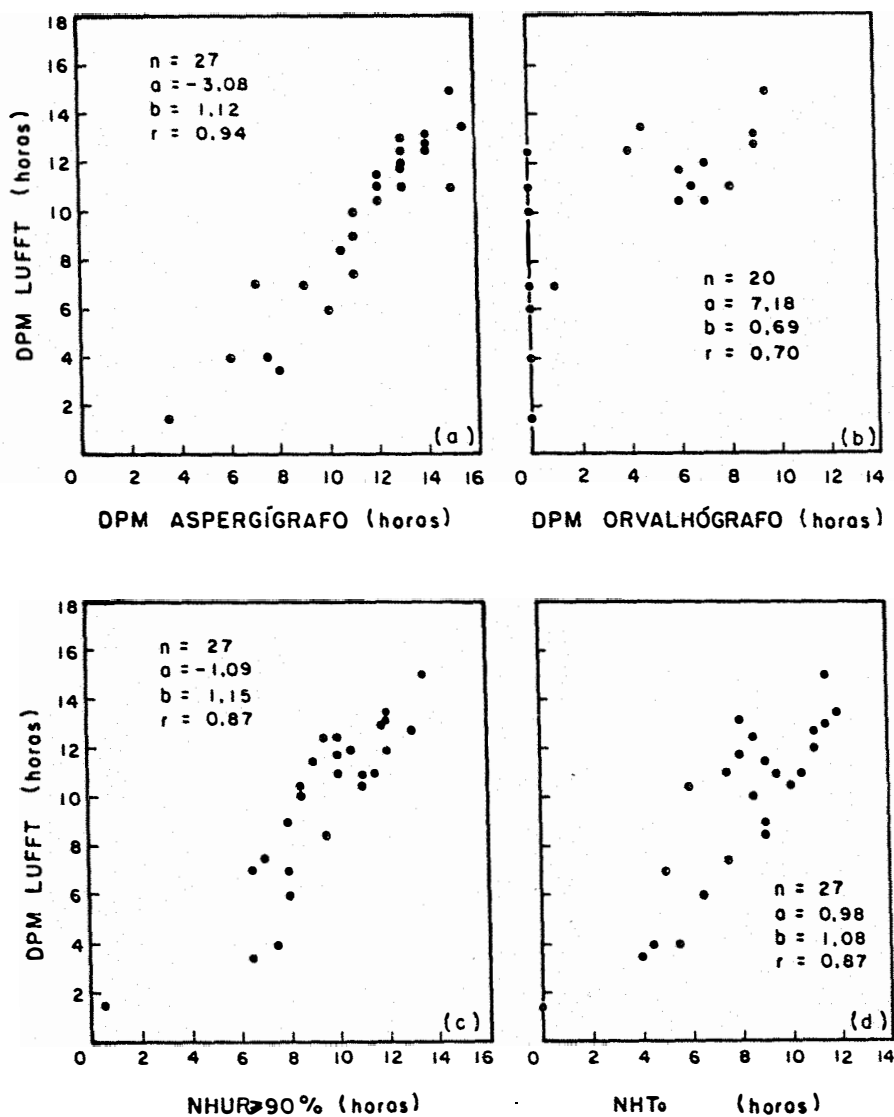 18
16
14
12
10
8
6
4
2
DPM LUFFT (horas)
n = 27
a = -3,08
b = 1,12
r = 0,94
(a)
0 2 4 6 8 10 12 14 16
DPM ASPERGÍGRAFO (horas)
n = 20
a = 7,18
b = 0,69
r = 0,70
(b)
0 2 4 6 8 10 12 14
DPM ORVALHÓGRAFO (horas)
18
16
14
12
10
8
6
4
2
DPM LUFFT (horas)
n = 27
a = -1,09
b = 1,15
r = 0,87
(c)
0 2 4 6 8 10 12 14 16
NHUR⩾90% (horas)
n = 27
a = 0,98
b = 1,08
r = 0,87
(d)
0 4 6 8 10 12 14
NHTo (horas)